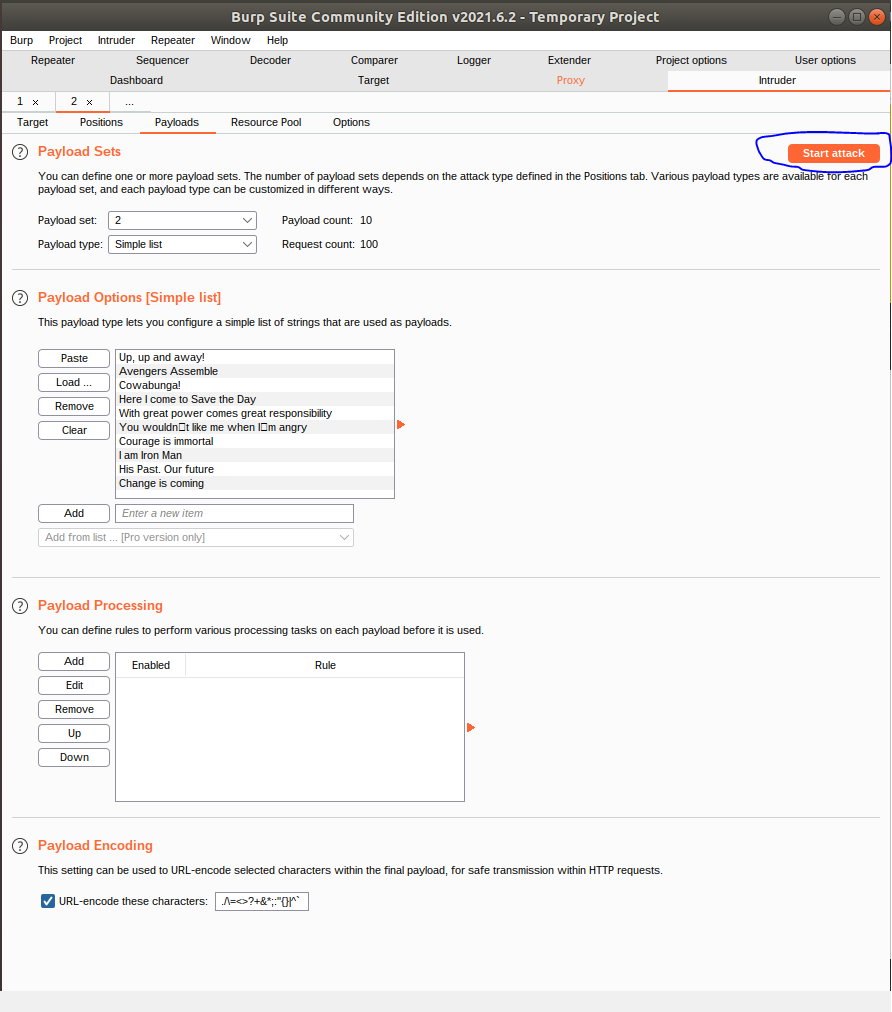 Burp Suite Community Edition v2021.6.2 - Temporary Project
Burp Project Intruder Repeater Window Help
Repeater Sequencer Decoder Comparer Logger Extender Project options User options
Dashboard Target Proxy Intruder
1 × 2 × ...
Target Positions Payloads Resource Pool Options
? Payload Sets
Start attack
You can define one or more payload sets. The number of payload sets depends on the attack type defined in the Positions tab. Various payload types are available for each
payload set, and each payload type can be customized in different ways.
Payload set: 2 Payload count: 10
Payload type: Simple list Request count: 100
? Payload Options [Simple list]
This payload type lets you configure a simple list of strings that are used as payloads.
Paste
Load ...
Remove
Clear
Up, up and away!
Avengers Assemble
Cowabunga!
Here I come to Save the Day
With great power comes great responsibility
You wouldn□t like me when I□m angry
Courage is immortal
I am Iron Man
His Past. Our future
Change is coming
Add Enter a new item
Add from list ... [Pro version only]
? Payload Processing
You can define rules to perform various processing tasks on each payload before it is used.
Add
Edit
Remove
Up
Down
Enabled Rule
? Payload Encoding
This setting can be used to URL-encode selected characters within the final payload, for safe transmission within HTTP requests.
URL-encode these characters: ./\=<>?+&*;:"{}|^`